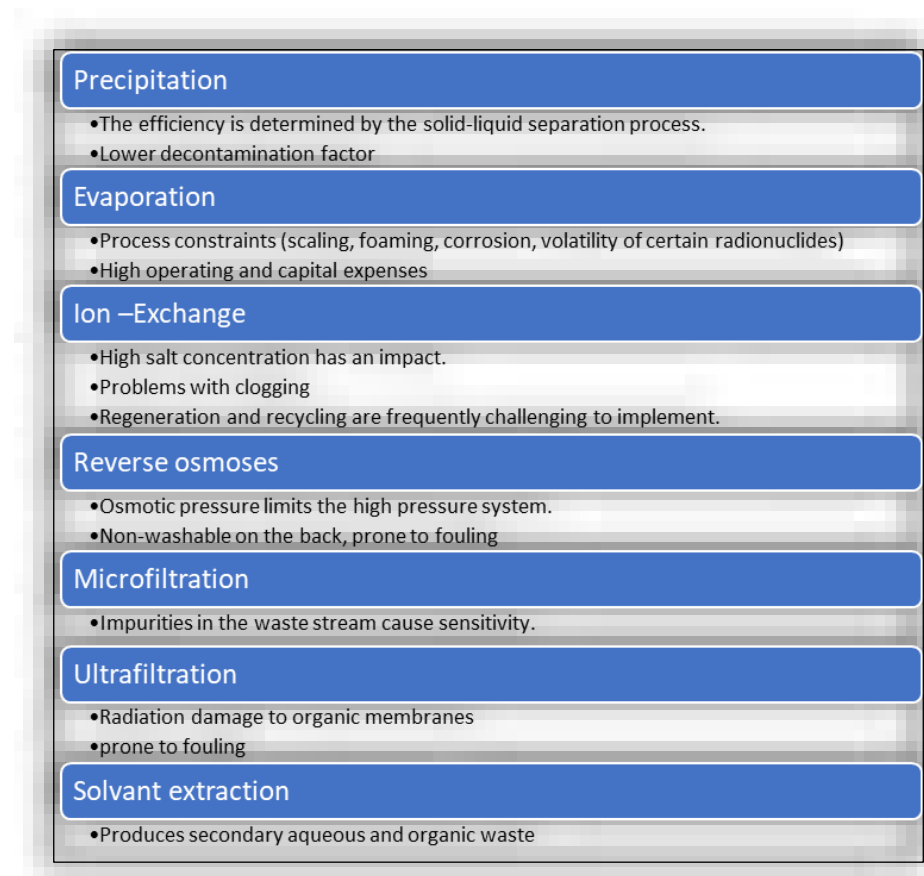 Precipitation
•The efficiency is determined by the solid-liquid separation process.
•Lower decontamination factor
Evaporation
•Process constraints (scaling, foaming, corrosion, volatility of certain radionuclides)
•High operating and capital expenses
Ion –Exchange
•High salt concentration has an impact.
•Problems with clogging
•Regeneration and recycling are frequently challenging to implement.
Reverse osmoses
•Osmotic pressure limits the high pressure system.
•Non-washable on the back, prone to fouling
Microfiltration
•Impurities in the waste stream cause sensitivity.
Ultrafiltration
•Radiation damage to organic membranes
•prone to fouling
Solvant extraction
•Produces secondary aqueous and organic waste